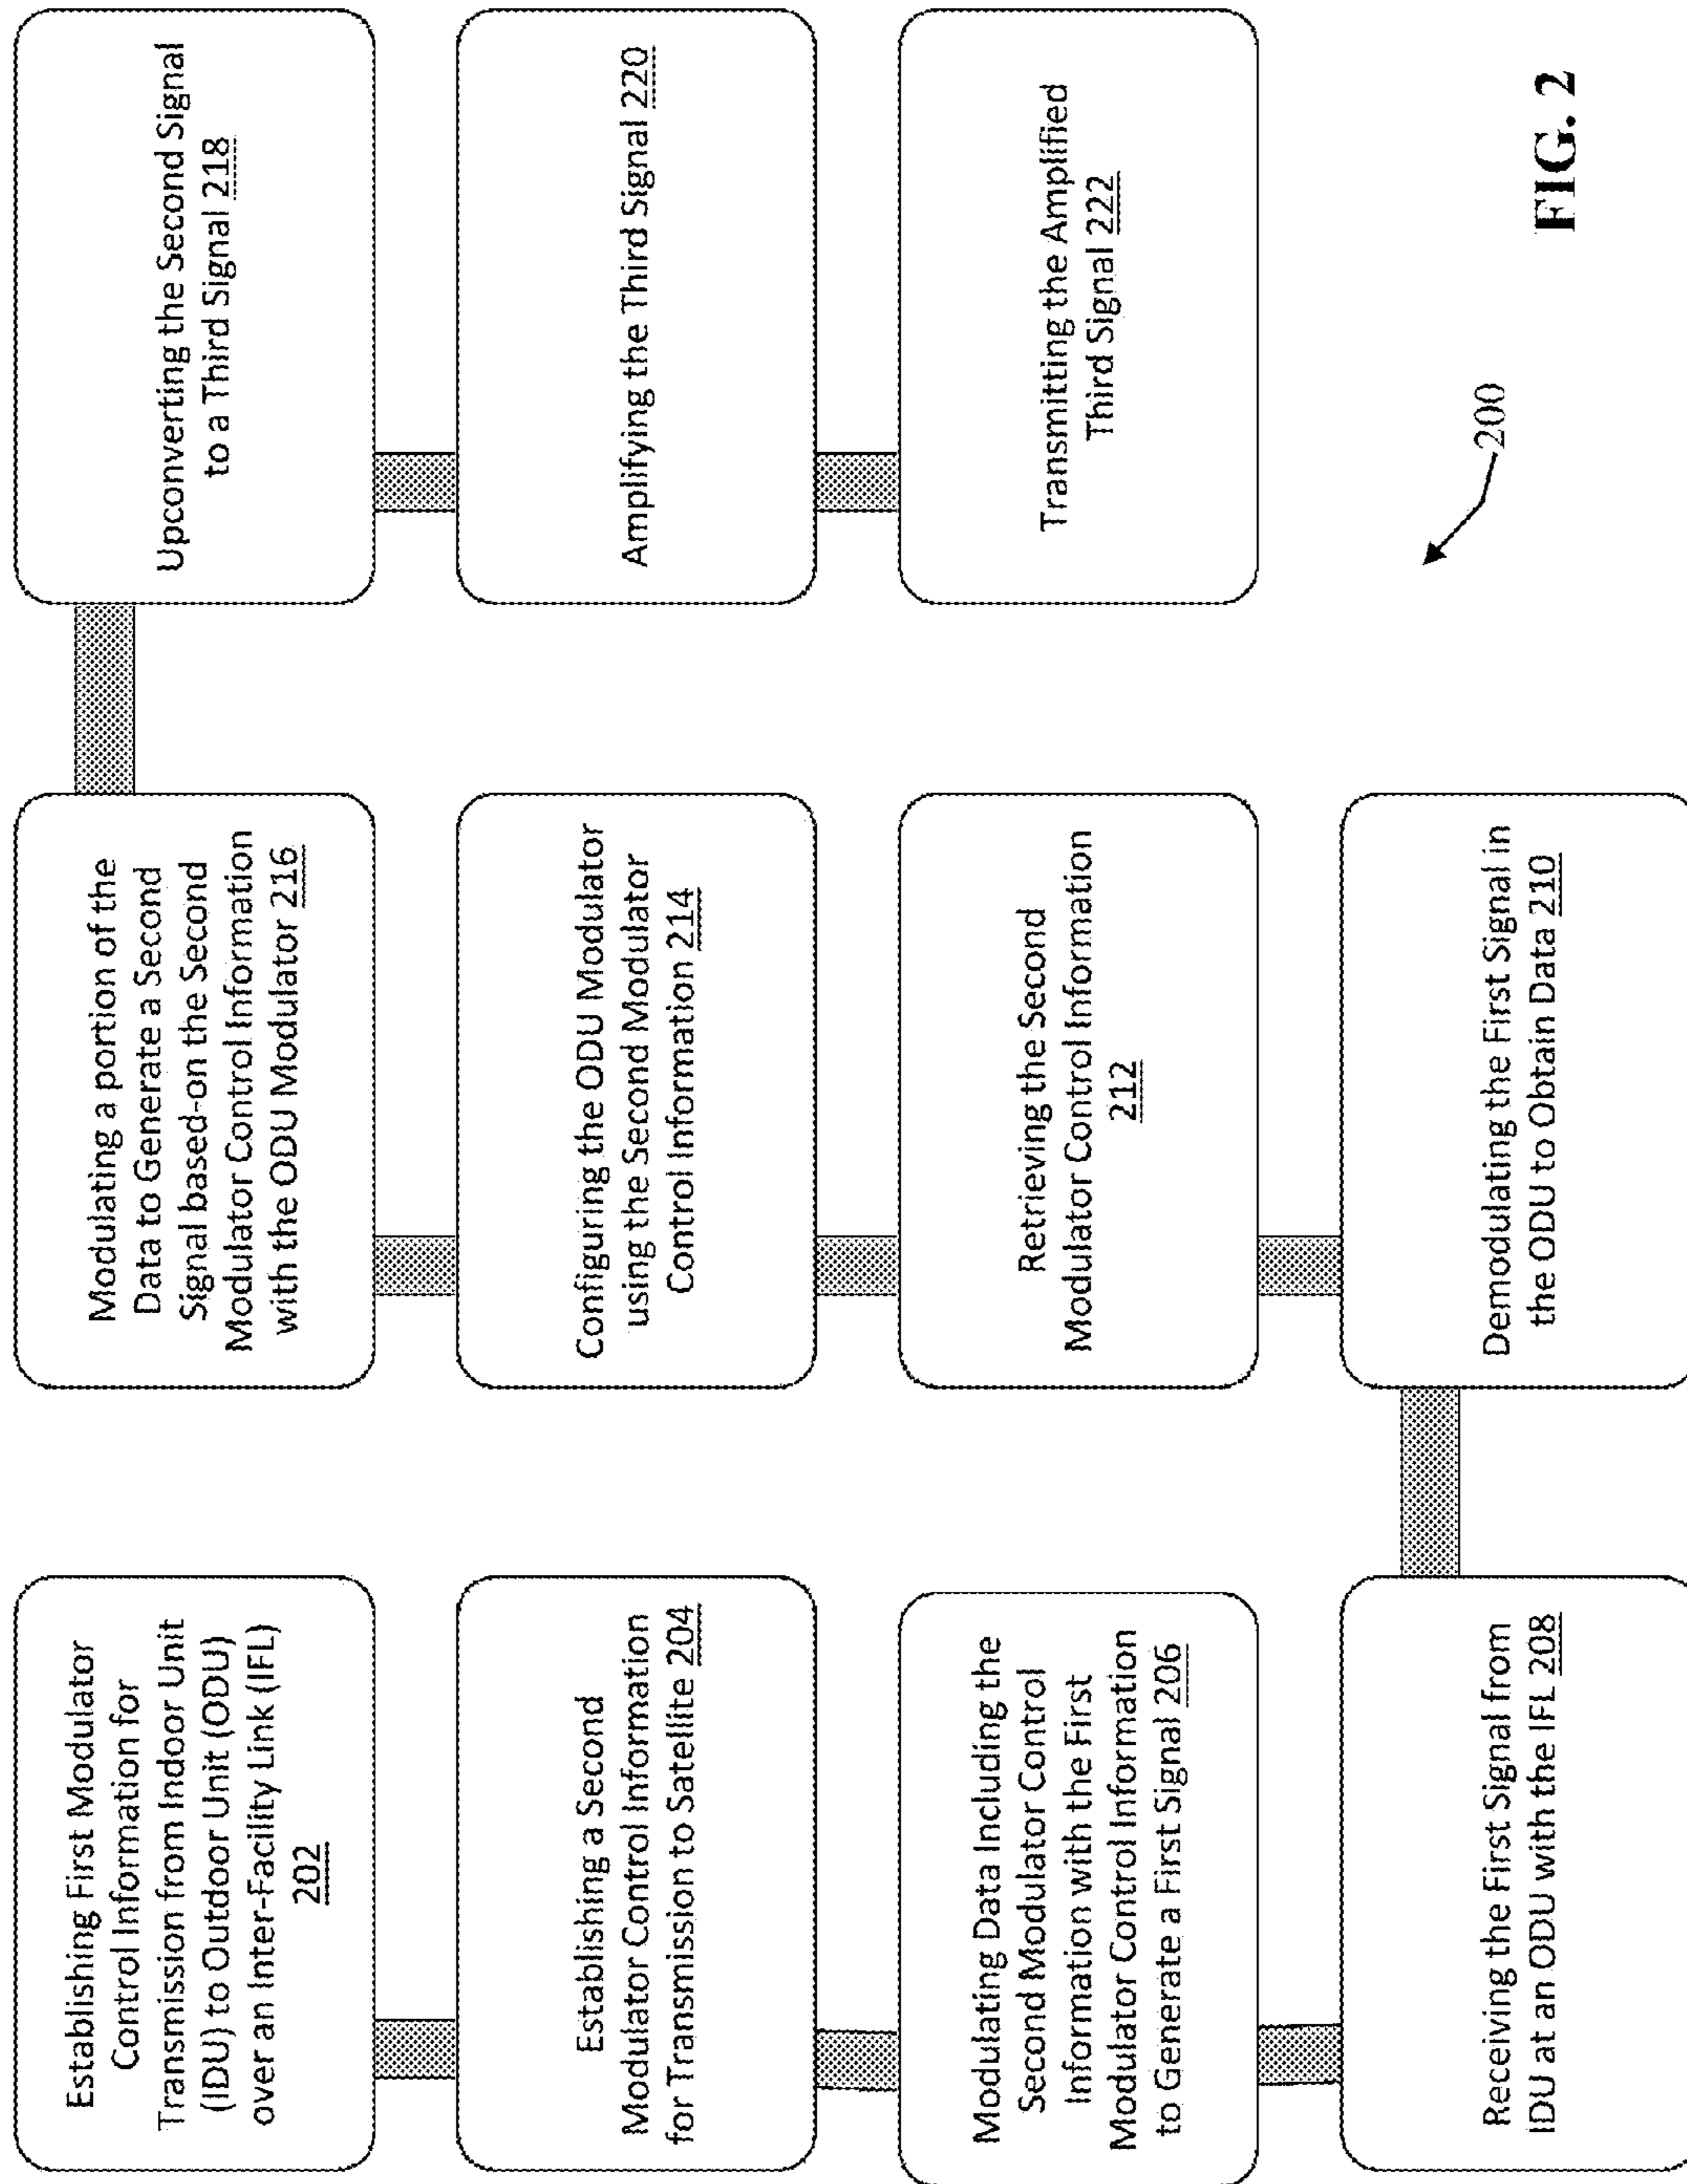 Establishing First Modulator
Control Information for
Transmission from Indoor Unit
(IDU) to Outdoor Unit (ODU)
over an Inter-Facility Link (IFL)
202
Establishing a Second
Modulator Control Information
for Transmission to Satellite 204
Modulating Data Including the
Second Modulator Control
Information with the First
Modulator Control Information
to Generate a First Signal 206
Receiving the First Signal from
IDU at an ODU with the IFL 208
Demodulating the First Signal in
the ODU to Obtain Data 210
Retrieving the Second
Modulator Control Information
212
Configuring the ODU Modulator
using the Second Modulator
Control Information 214
Modulating a portion of the
Data to Generate a Second
Signal based-on the Second
Modulator Control Information
with the ODU Modulator 216
Upconverting the Second Signal
to a Third Signal 218
Amplifying the Third Signal 220
Transmitting the Amplified
Third Signal 222
200
FIG. 2